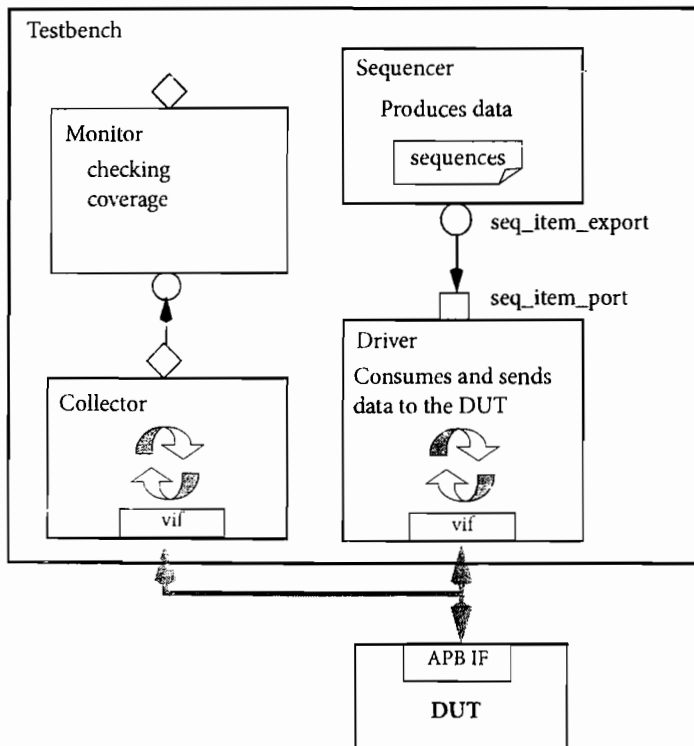 Testbench
Monitor
checking
coverage
Collector
vif
Sequencer
Produces data
sequences
seq_item_export
seq_item_port
Driver
Consumes and sends
data to the DUT
vif
APB IF
DUT